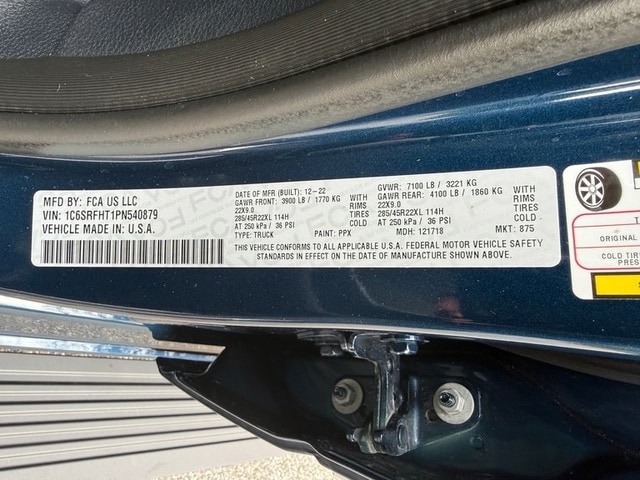 MFD BY: FCA US LLC
VIN: 1C6SRFHT1PN540879
VEHICLE MADE IN U.S.A.
DATE OF MFR (BUILT): 12-22
GAWR FRONT: 3900 LB / 1770 KG
22X9.0
285/45R22XL 114H
AT 250 kPa / 36 PSI
TYPE: TRUCK
WITH
RIMS
TIRES
COLD
PAINT: PPX
GVWR: 7100 LB / 3221 KG
GAWR REAR: 4100 LB / 1860 KG
22X9.0
285/45R22XL 114H
AT 250 kPa / 36 PSI
MDH: 121718
WITH
RIMS
TIRES
COLD
MKT: 875
THIS VEHICLE CONFORMS TO ALL APPLICABLE U.S.A. FEDERAL MOTOR VEHICLE SAFETY
STANDARDS IN EFFECT ON THE DATE OF MANUFACTURE SHOWN ABOVE.
ORIGINAL
COLD TIRE
PRES